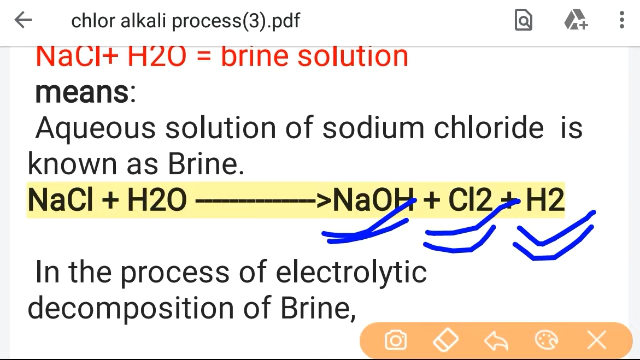 chlor alkali process(3).pdf
NaCl+ H2O = brine solution
means:
Aqueous solution of sodium chloride is
known as Brine.
NaCl + H2O --------------->NaOH + Cl2 + H2
In the process of electrolytic
decomposition of Brine,